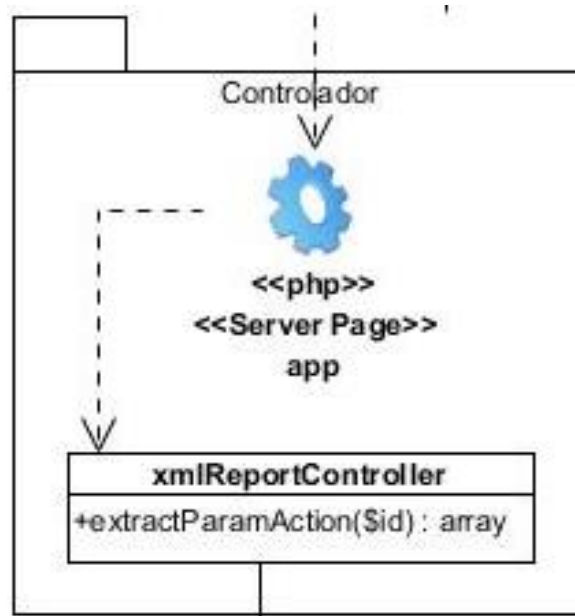 Controlador
<<php>>
<<Server Page>>
app
xmlReportController
+extractParamAction($id) : array